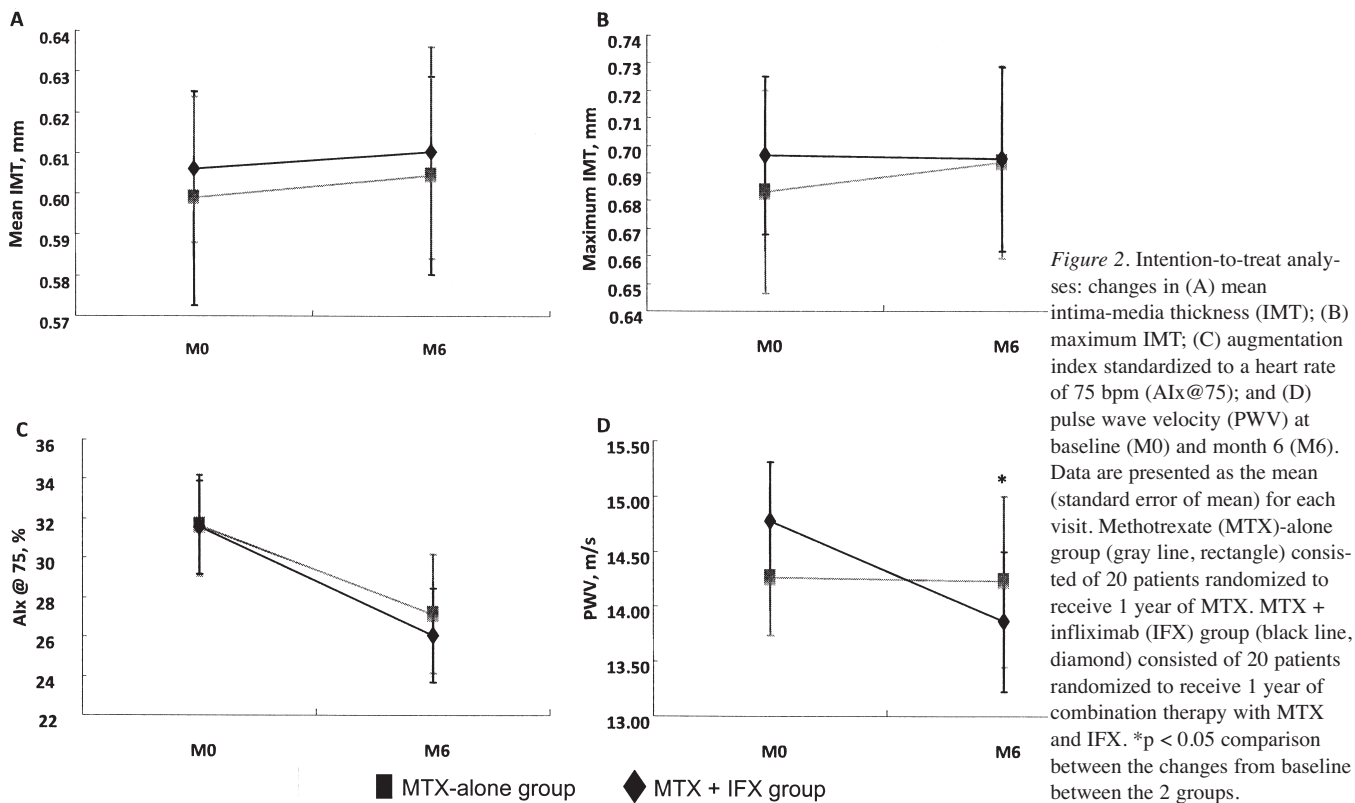 A
0.64
0.63
0.62
0.61
0.60
0.59
0.58
0.57
Mean IMT, mm
M0 M6
B
0.74
0.73
0.72
0.71
0.70
0.69
0.68
0.67
0.66
0.65
0.64
Maximum IMT, mm
M0 M6
C
36
34
32
30
28
26
24
22
AIx @ 75, %
M0 M6
D
15.50
15.00
14.50
14.00
13.50
13.00
PWV, m/s
*
M0 M6
MTX-alone group MTX + IFX group
Figure 2. Intention-to-treat analy-
ses: changes in (A) mean
intima-media thickness (IMT); (B)
maximum IMT; (C) augmentation
index standardized to a heart rate
of 75 bpm (AIx@75); and (D)
pulse wave velocity (PWV) at
baseline (M0) and month 6 (M6).
Data are presented as the mean
(standard error of mean) for each
visit. Methotrexate (MTX)-alone
group (gray line, rectangle) consis-
ted of 20 patients randomized to
receive 1 year of MTX. MTX +
infliximab (IFX) group (black line,
diamond) consisted of 20 patients
randomized to receive 1 year of
combination therapy with MTX
and IFX. *p < 0.05 comparison
between the changes from baseline
between the 2 groups.